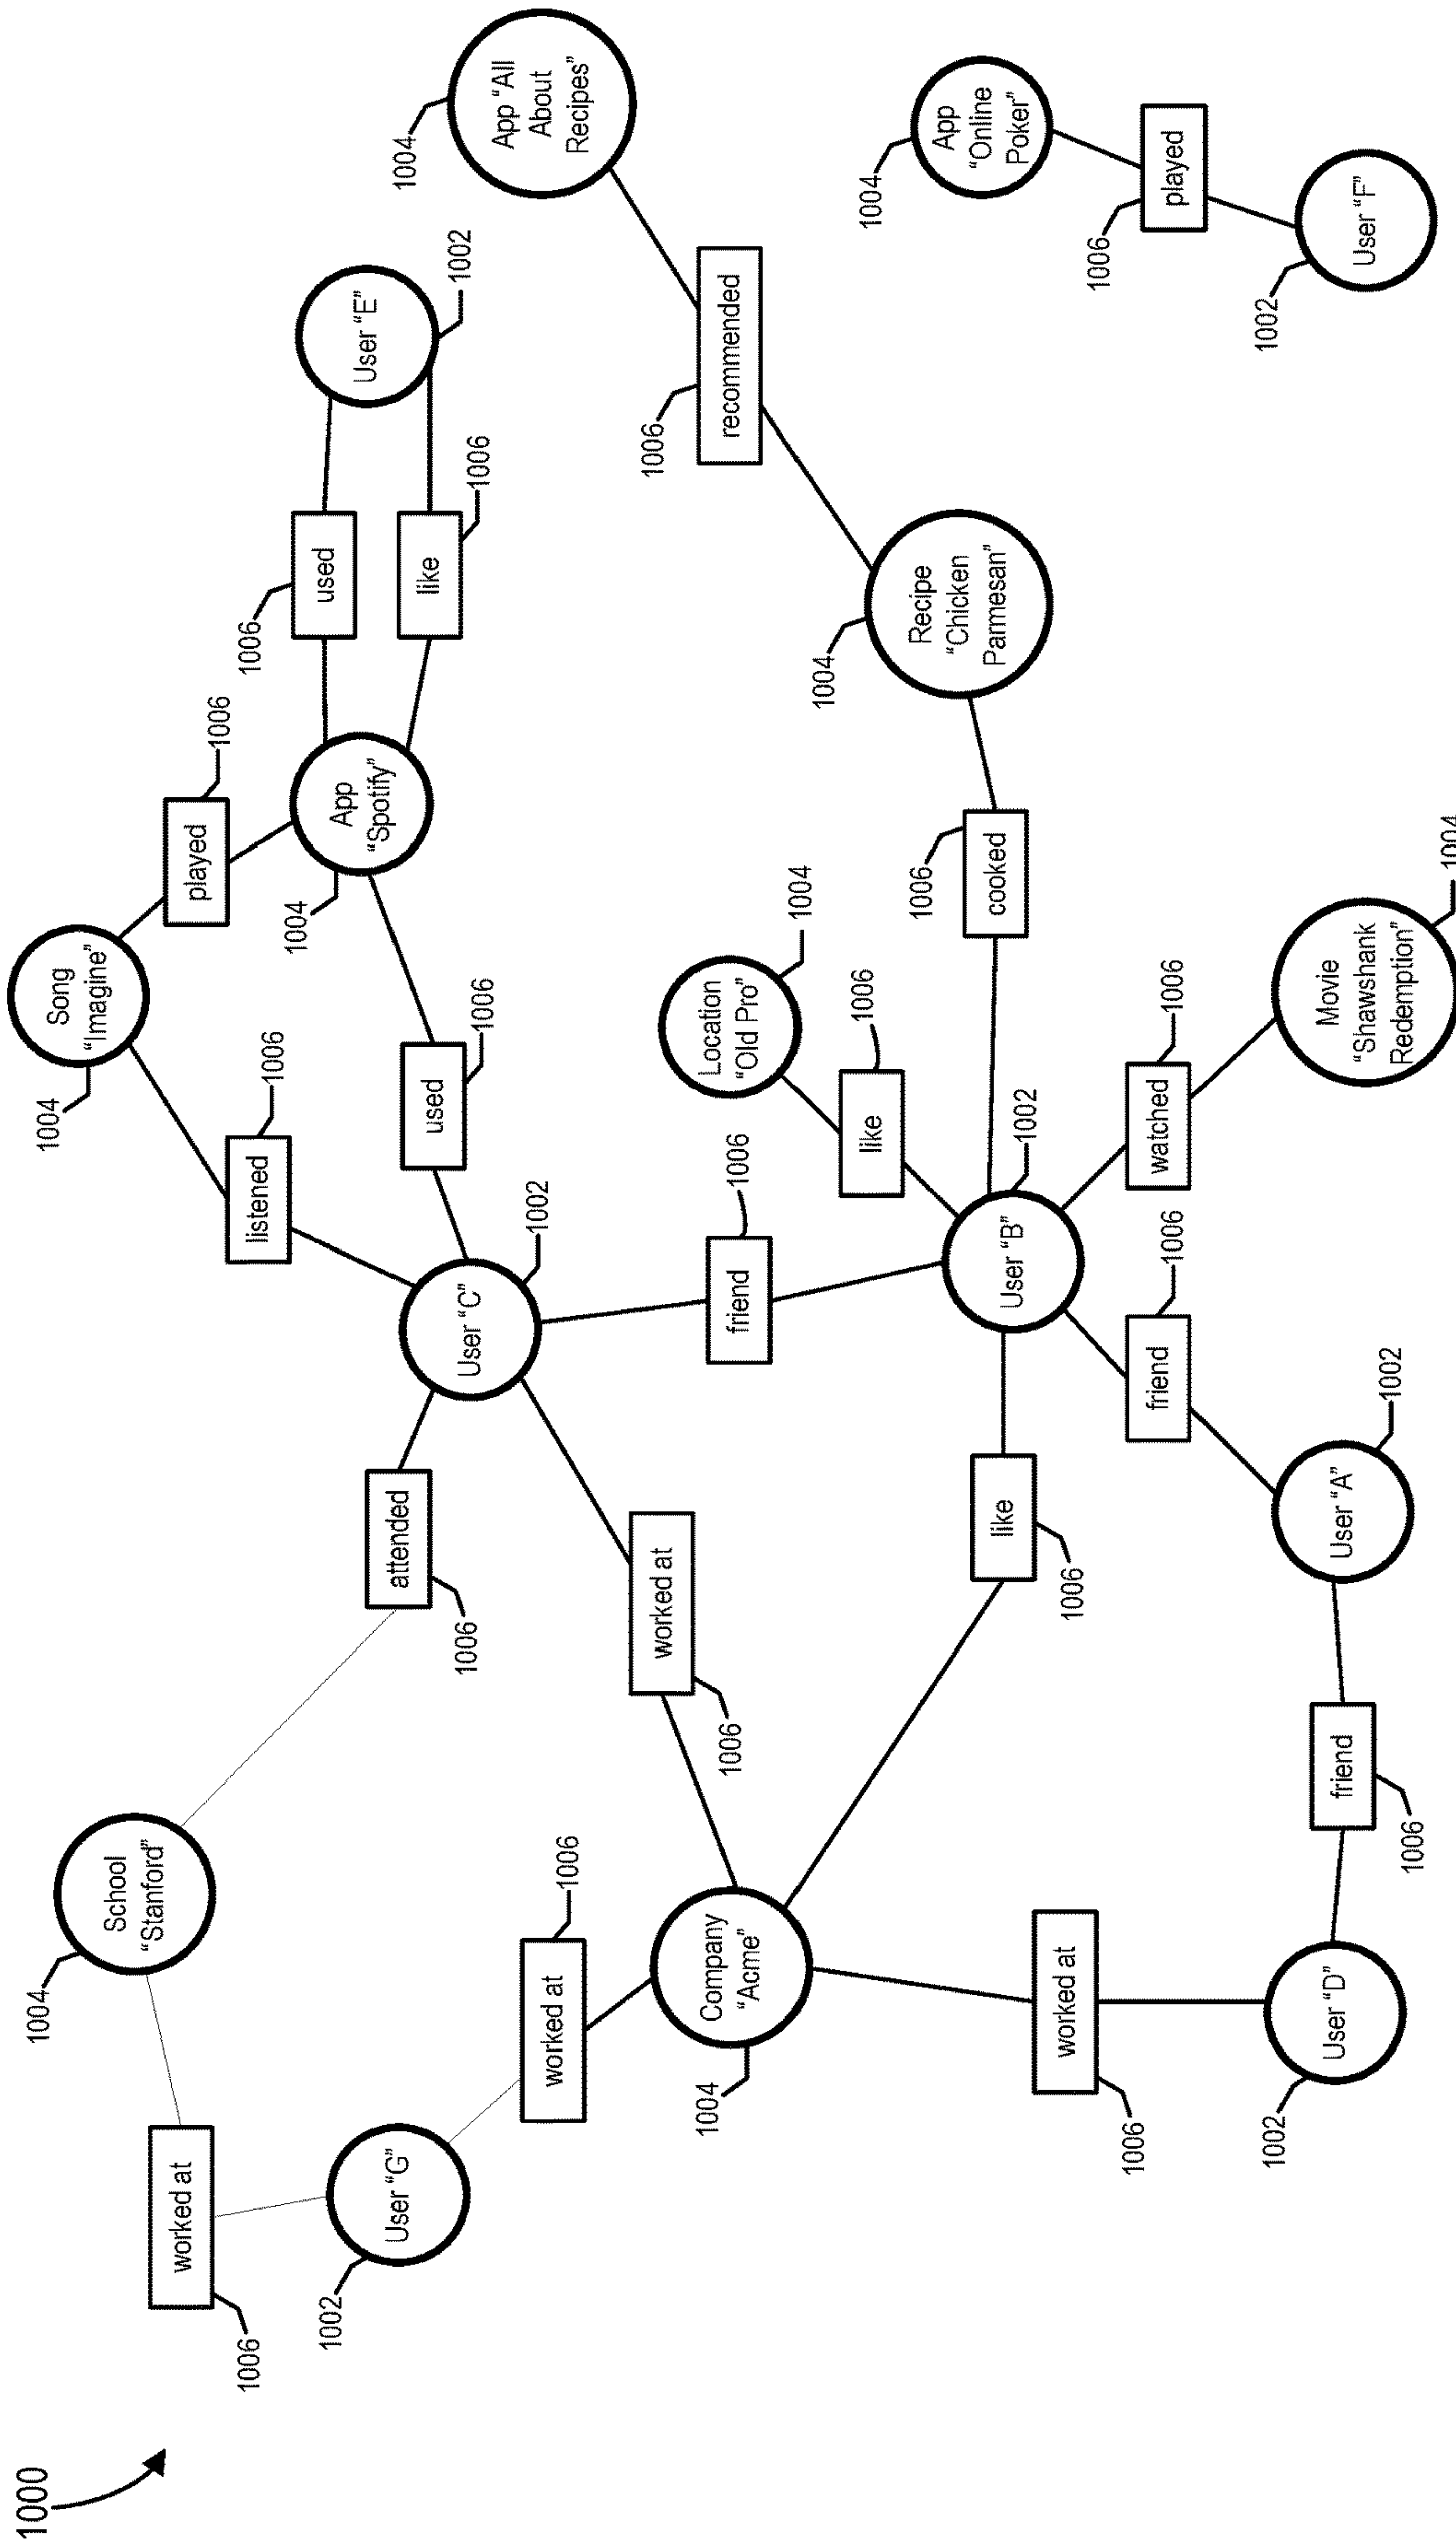 1000
School
"Stanford"
1004
worked at
1006
User "G"
1002
worked at
1006
attended
1006
Song
"Imagine"
1004
played
1006
listened
1006
App
"Spotify"
1004
used
1006
like
1006
User "E"
1002
used
1006
User "C"
1002
worked at
1006
Company
"Acme"
1004
friend
1006
Location
"Old Pro"
1004
like
1006
App "All
About
Recipes"
1004
recommended
1006
Recipe
"Chicken
Parmesan"
1004
cooked
1006
User "B"
1002
like
1006
worked at
1006
User "D"
1002
friend
1006
User "A"
1002
friend
1006
watched
1006
Movie
"Shawshank
Redemption"
1004
App
"Online
Poker"
1004
played
1006
User "F"
1002